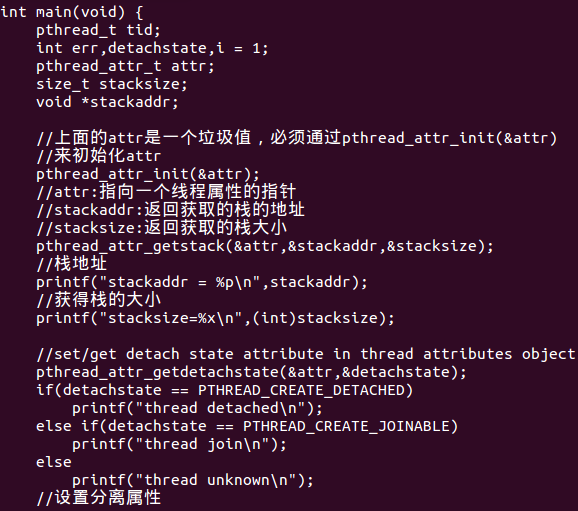 int main(void) {
    pthread_t tid;
    int err,detachstate,i = 1;
    pthread_attr_t attr;
    size_t stacksize;
    void *stackaddr;

    //上面的attr是一个垃圾值，必须通过pthread_attr_init(&attr)
    //来初始化attr
    pthread_attr_init(&attr);
    //attr:指向一个线程属性的指针
    //stackaddr:返回获取的栈的地址
    //stacksize:返回获取的栈大小
    pthread_attr_getstack(&attr,&stackaddr,&stacksize);
    //栈地址
    printf("stackaddr = %p\n",stackaddr);
    //获得栈的大小
    printf("stacksize=%x\n",(int)stacksize);

    //set/get detach state attribute in thread attributes object
    pthread_attr_getdetachstate(&attr,&detachstate);
    if(detachstate == PTHREAD_CREATE_DETACHED)
        printf("thread detached\n");
    else if(detachstate == PTHREAD_CREATE_JOINABLE)
        printf("thread join\n");
    else
        printf("thread unknown\n");
    //设置分离属性